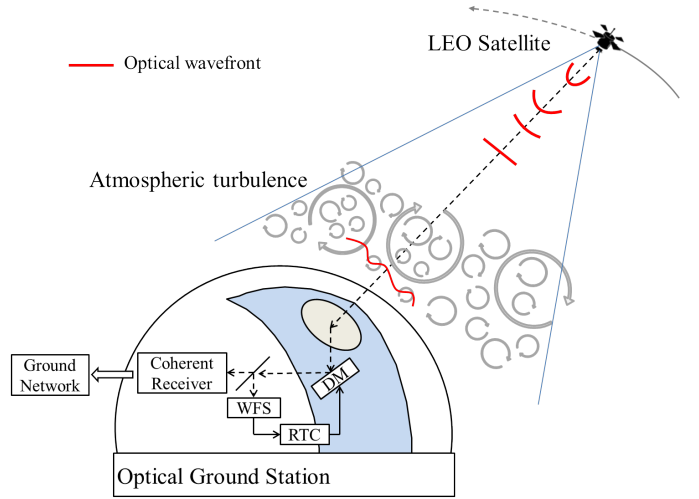 LEO Satellite
Optical wavefront
Atmospheric turbulence
Ground
Network
Coherent
Receiver
DM
WFS
RTC
Optical Ground Station